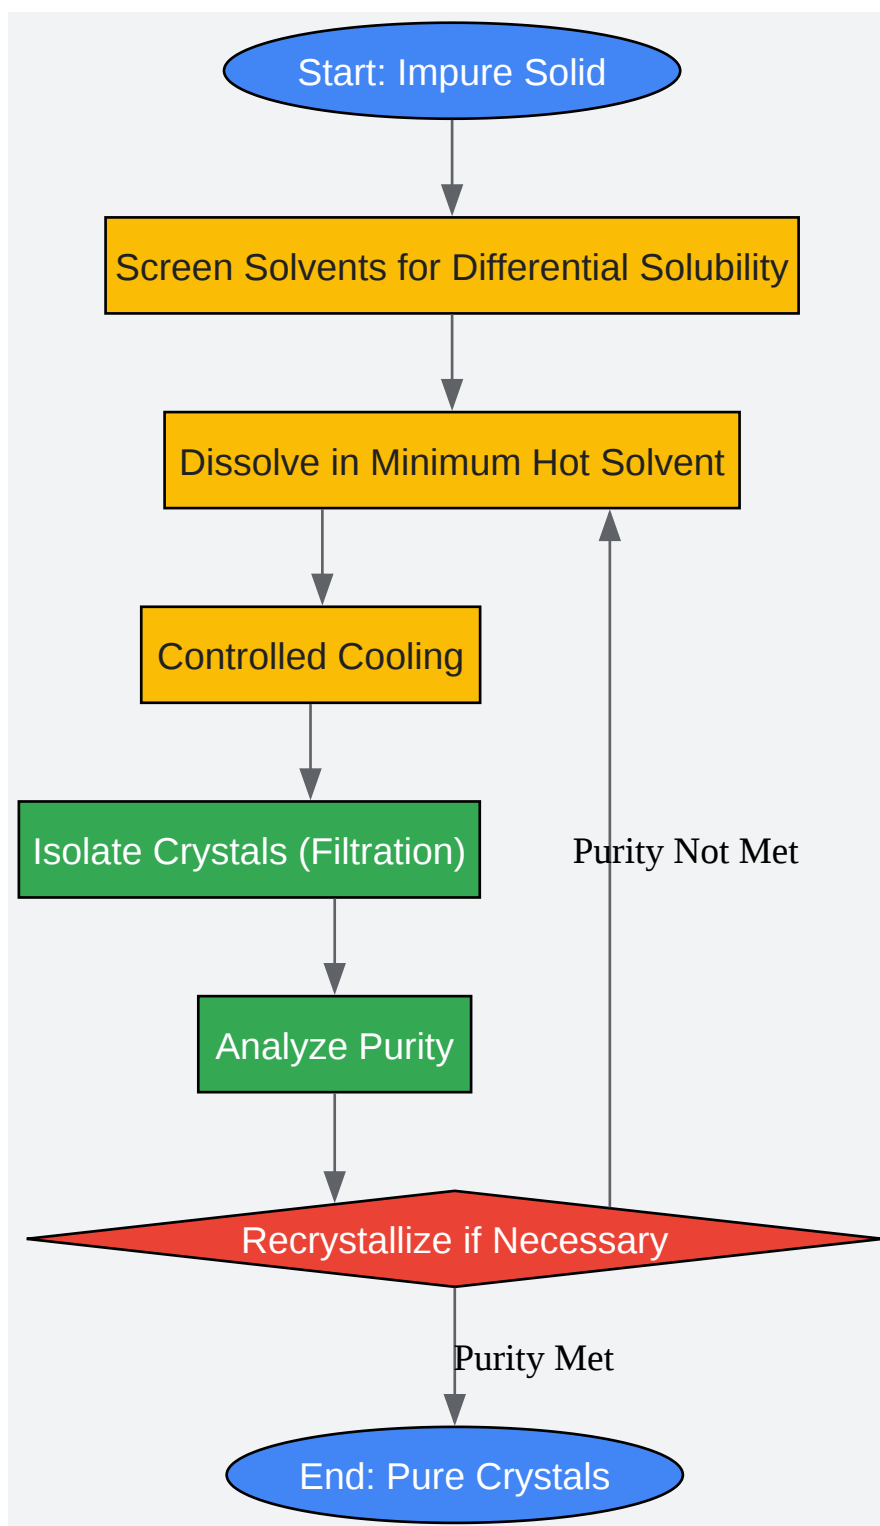 Start: Impure Solid
Screen Solvents for Differential Solubility
Dissolve in Minimum Hot Solvent
Controlled Cooling
Isolate Crystals (Filtration)
Purity Not Met
Analyze Purity
Recrystallize if Necessary
Purity Met
End: Pure Crystals